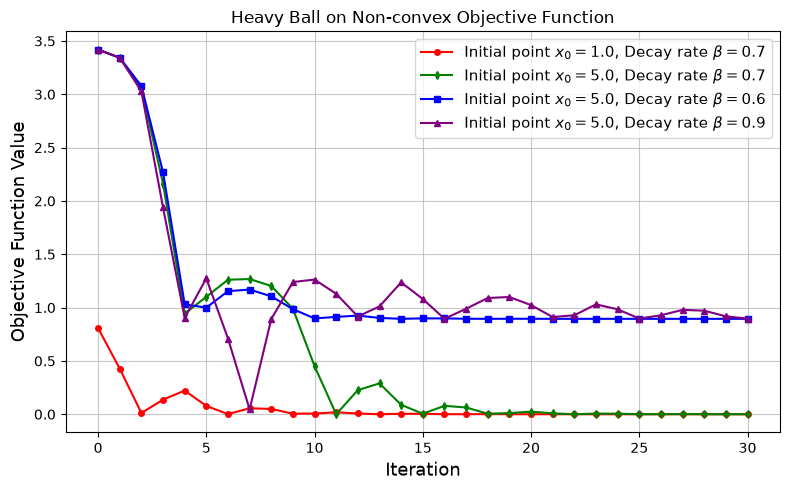 Heavy Ball on Non-convex Objective Function
Initial point x₀ = 1.0, Decay rate β = 0.7
Initial point x₀ = 5.0, Decay rate β = 0.7
Initial point x₀ = 5.0, Decay rate β = 0.6
Initial point x₀ = 5.0, Decay rate β = 0.9
Objective Function Value
3.5
3.0
2.5
2.0
1.5
1.0
0.5
0.0
0 5 10 15 20 25 30
Iteration